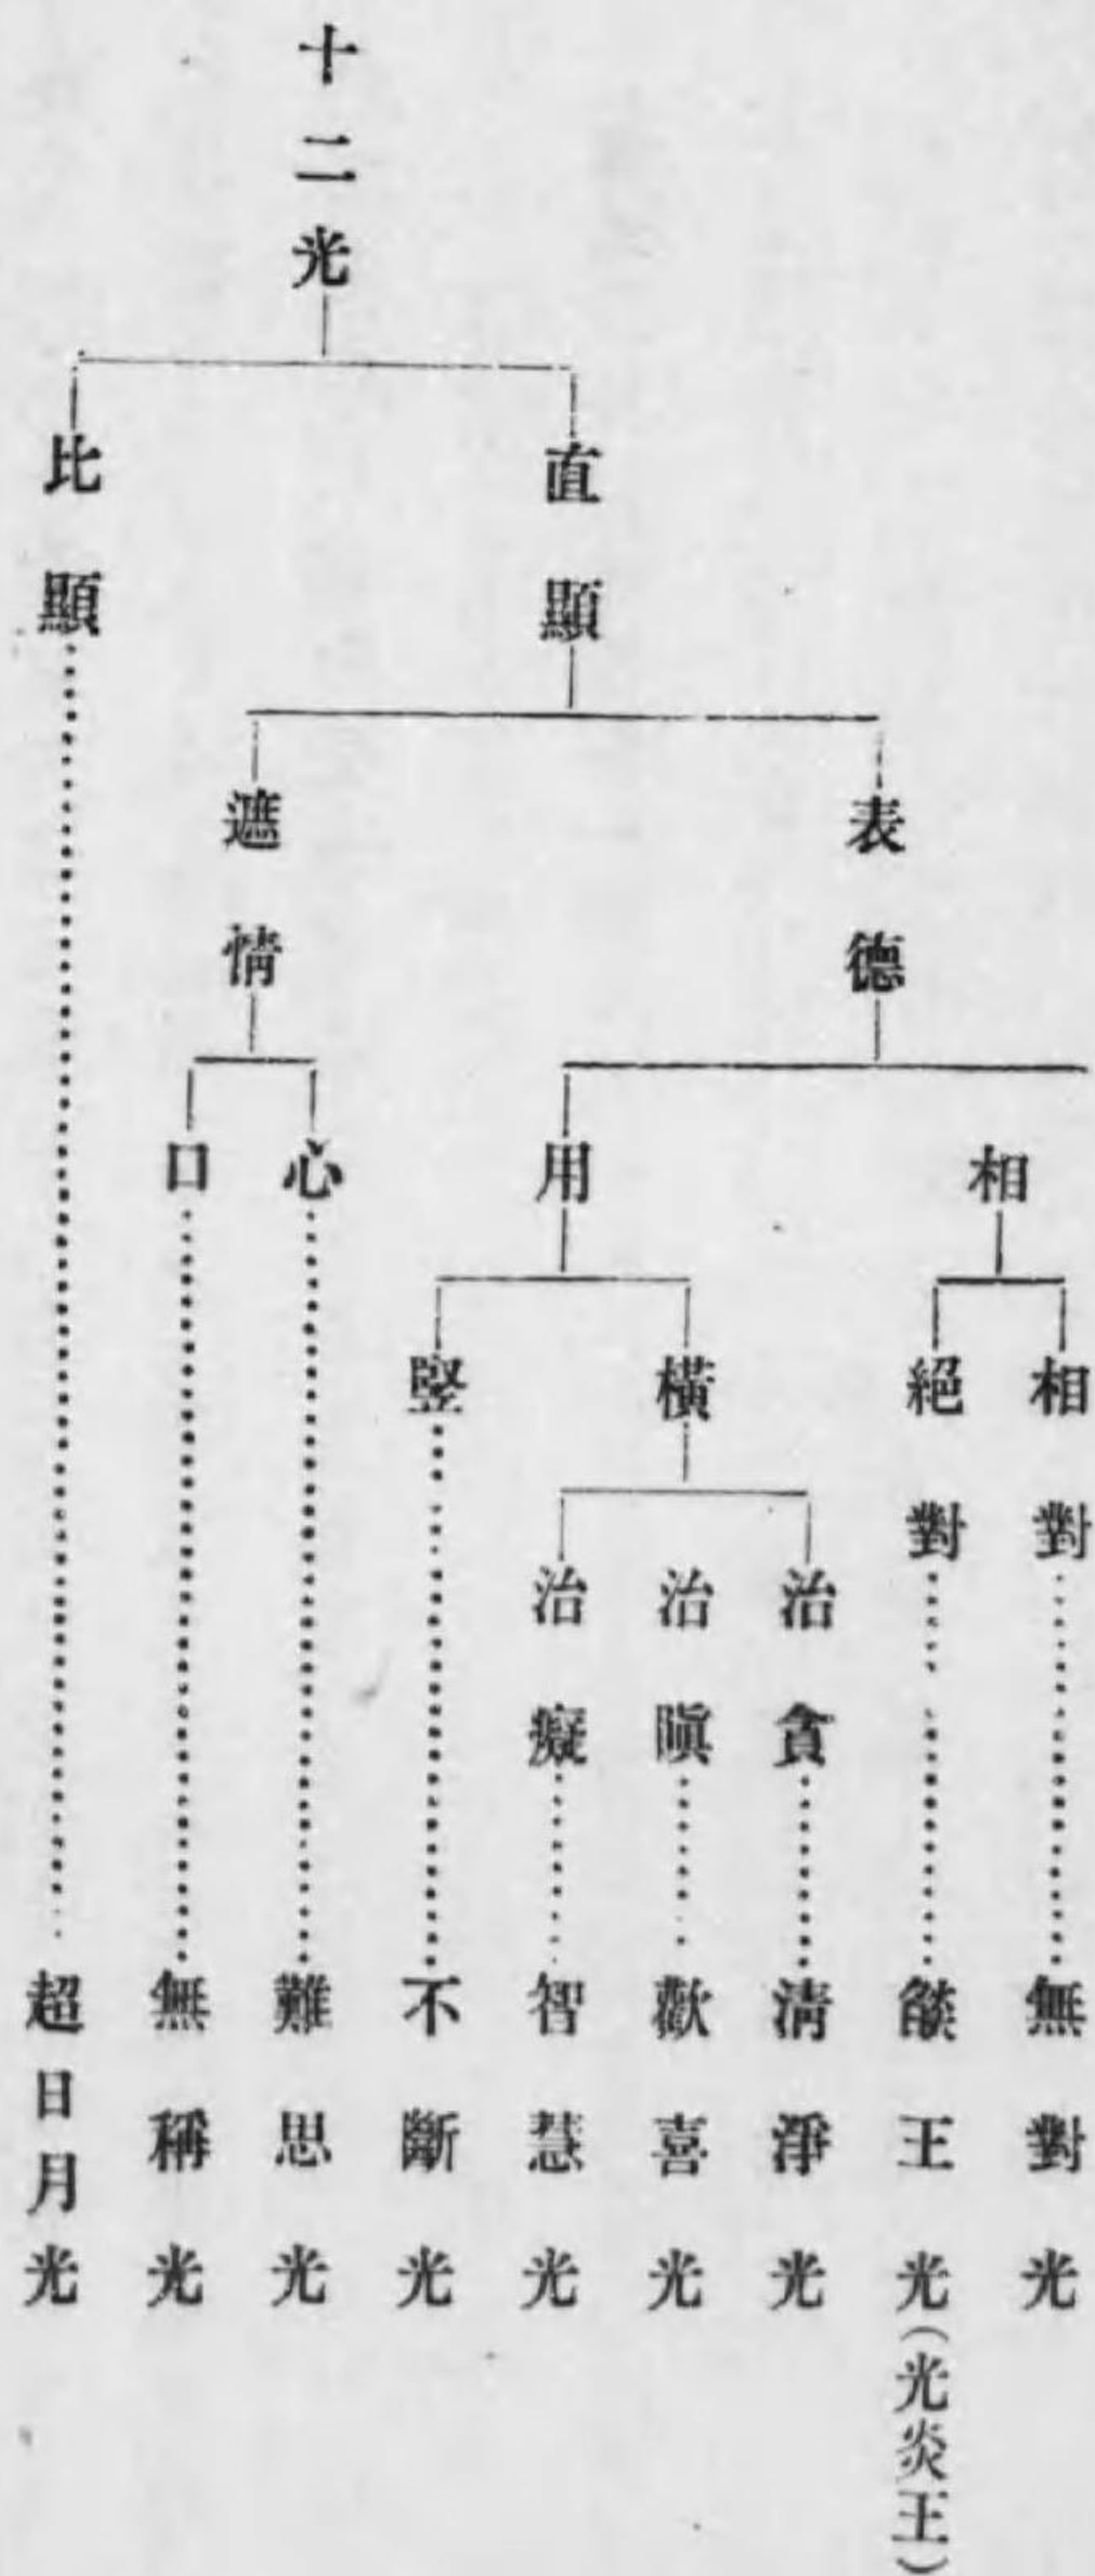 十二光
直顯
比顯
表德
遮情
相
用
心
口
相對
絕對
橫
竪
治貪
治瞋
治癡
無對光
燄王光(光炎王)
淸淨光
歡喜光
智慧光
不斷光
難思光
無稱光
超日月光